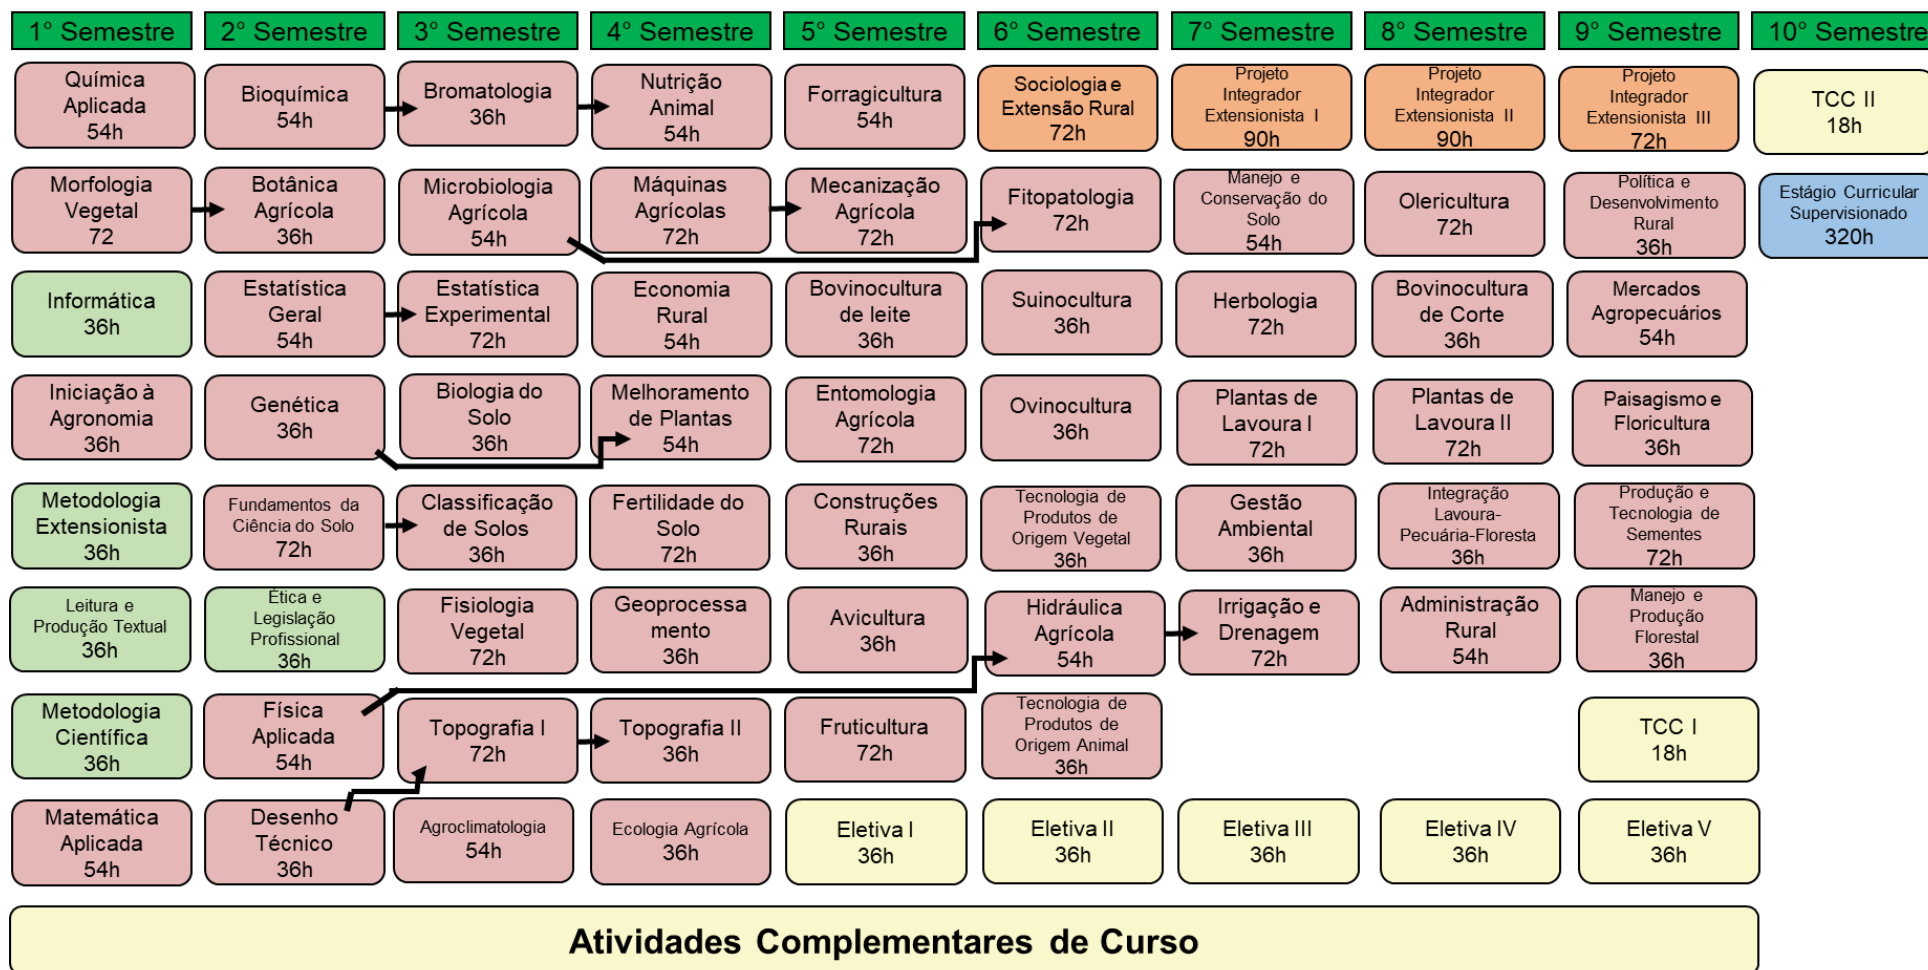 1° Semestre
2° Semestre
3° Semestre
4° Semestre
5° Semestre
6° Semestre
7° Semestre
8° Semestre
9° Semestre
10° Semestre
Química
Aplicada
54h
Bioquímica
54h
Bromatologia
36h
Nutrição
Animal
54h
Forragicultura
54h
Sociologia e
Extensão Rural
72h
Projeto
Integrador
Extensionista I
90h
Projeto
Integrador
Extensionista II
90h
Projeto
Integrador
Extensionista III
72h
TCC II
18h
Morfologia
Vegetal
72
Botânica
Agrícola
36h
Microbiologia
Agrícola
54h
Máquinas
Agrícolas
72h
Mecanização
Agrícola
72h
Fitopatologia
72h
Manejo e
Conservação do
Solo
54h
Olericultura
72h
Política e
Desenvolvimento
Rural
36h
Estágio Curricular
Supervisionado
320h
Informática
36h
Estatística
Geral
54h
Estatística
Experimental
72h
Economia
Rural
54h
Bovinocultura
de leite
36h
Suinocultura
36h
Herbologia
72h
Bovinocultura
de Corte
36h
Mercados
Agropecuários
54h
Iniciação à
Agronomia
36h
Genética
36h
Biologia do
Solo
36h
Melhoramento
de Plantas
54h
Entomologia
Agrícola
72h
Ovinocultura
36h
Plantas de
Lavoura I
72h
Plantas de
Lavoura II
72h
Paisagismo e
Floricultura
36h
Metodologia
Extensionista
36h
Fundamentos da
Ciência do Solo
72h
Classificação
de Solos
36h
Fertilidade do
Solo
72h
Construções
Rurais
36h
Tecnologia de
Produtos de
Origem Vegetal
36h
Gestão
Ambiental
36h
Integração
Lavoura-
Pecuária-Floresta
36h
Produção e
Tecnologia de
Sementes
72h
Leitura e
Produção Textual
36h
Ética e
Legislação
Profissional
36h
Fisiologia
Vegetal
72h
Geoprocessa
mento
36h
Avicultura
36h
Hidráulica
Agrícola
54h
Irrigação e
Drenagem
72h
Administração
Rural
54h
Manejo e
Produção
Florestal
36h
Metodologia
Científica
36h
Física
Aplicada
54h
Topografia I
72h
Topografia II
36h
Fruticultura
72h
Tecnologia de
Produtos de
Origem Animal
36h
TCC I
18h
Matemática
Aplicada
54h
Desenho
Técnico
36h
Agroclimatologia
54h
Ecologia Agrícola
36h
Eletiva I
36h
Eletiva II
36h
Eletiva III
36h
Eletiva IV
36h
Eletiva V
36h
Atividades Complementares de Curso